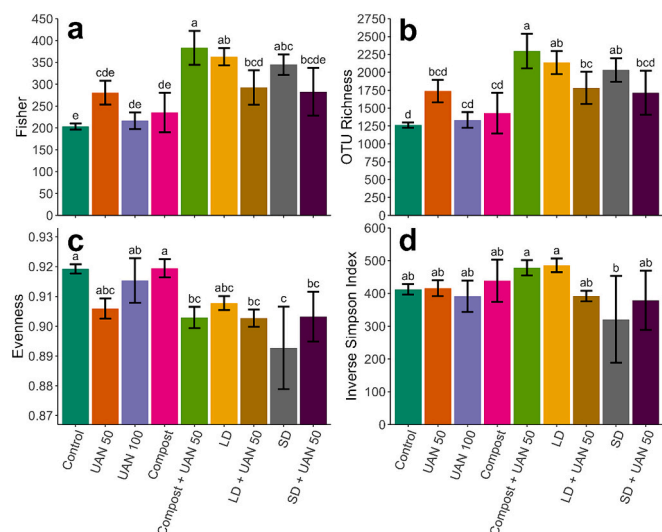 a
Fisher
450
400
350
300
250
200
150
100
50
0
e
cde
de
de
a
ab
bcd
abc
bcde
b
OTU Richness
2750
2500
2250
2000
1750
1500
1250
1000
750
500
250
0
d
bcd
cd
cd
a
ab
bc
abc
bcd
c
Evenness
0.93
0.92
0.91
0.90
0.89
0.88
0.87
a
abc
ab
a
bc
abc
bc
c
bc
Control
UAN 50
UAN 100
Compost
Compost + UAN 50
LD
LD + UAN 50
SD
SD + UAN 50
d
Inverse Simpson Index
600
500
400
300
200
100
0
ab
ab
ab
ab
a
a
ab
b
ab
Control
UAN 50
UAN 100
Compost
Compost + UAN 50
LD
LD + UAN 50
SD
SD + UAN 50